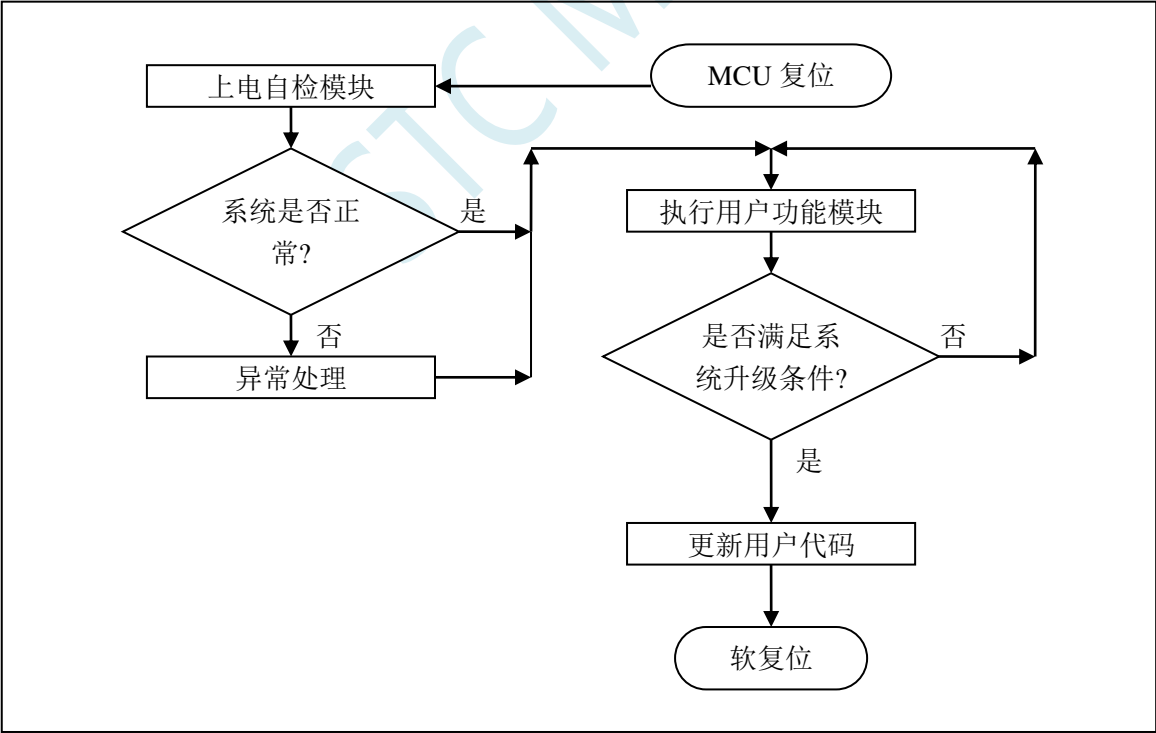 MCU 复位
上电自检模块
系统是否正
常?
是
否
异常处理
执行用户功能模块
是否满足系
统升级条件?
否
是
更新用户代码
软复位
STC M